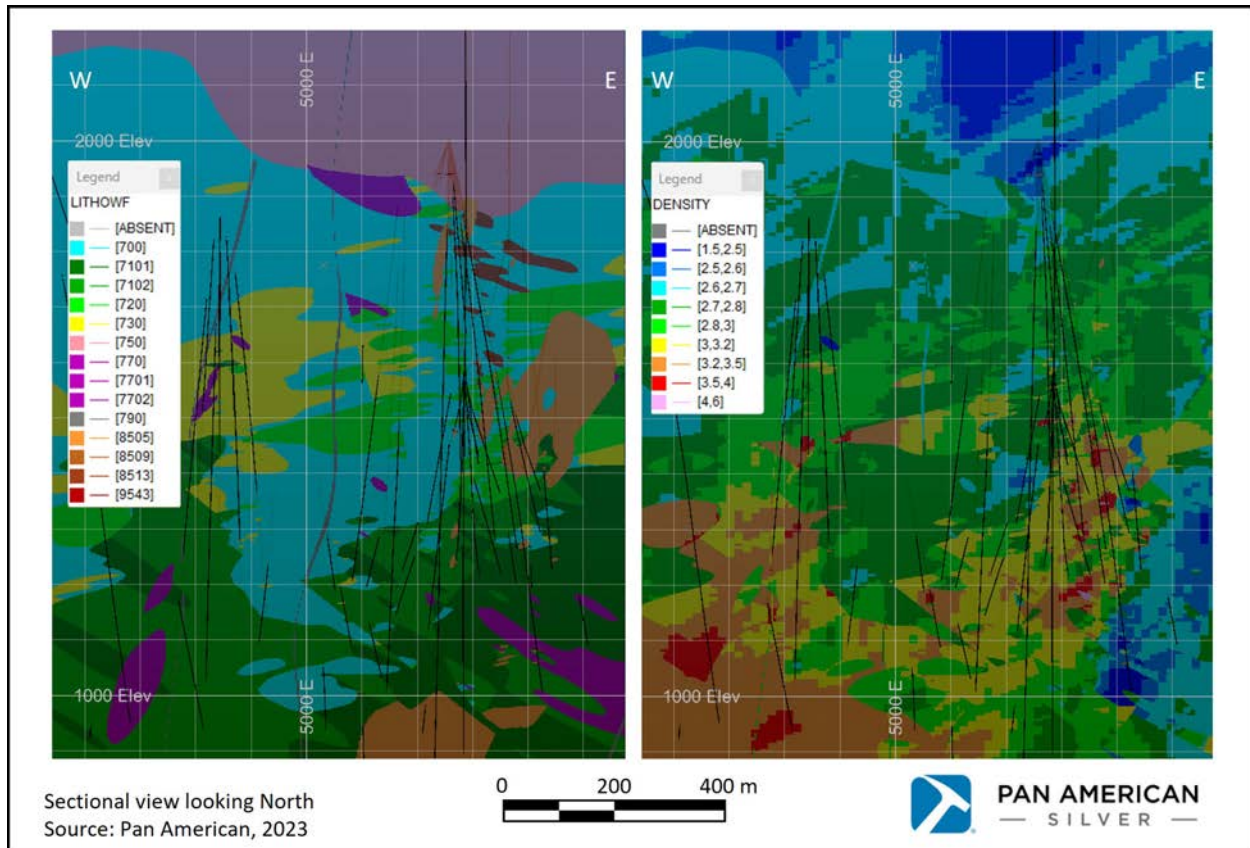 W
5000 E
E
2000 Elev
Legend
LITHOWF
[ABSENT]
[700]
[7101]
[7102]
[720]
[730]
[750]
[770]
[7701]
[7702]
[790]
[8505]
[8509]
[8513]
[9543]
1000 Elev
5000 E
W
5000 E
E
2000 Elev
Legend
DENSITY
[ABSENT]
[1.5,2.5]
[2.5,2.6]
[2.6,2.7]
[2.7,2.8]
[2.8,3]
[3,3.2]
[3.2,3.5]
[3.5,4]
[4,6]
1000 Elev
5000 E
Sectional view looking North
Source: Pan American, 2023
0 200 400 m
PAN AMERICAN
SILVER